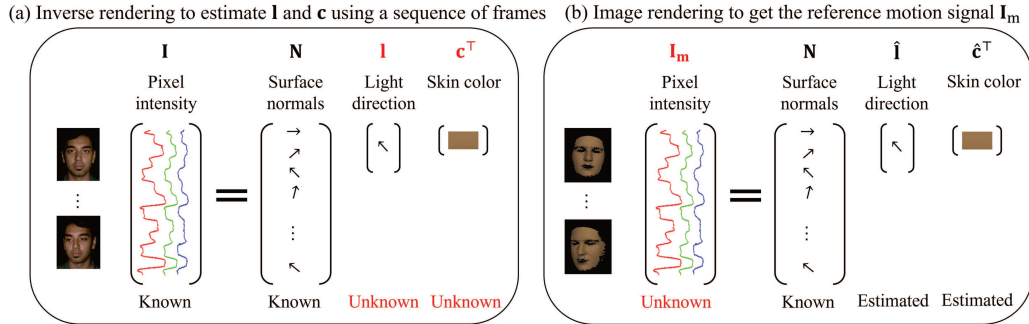 (a) Inverse rendering to estimate l and c using a sequence of frames
I N l c⊤
Pixel intensity
Surface normals
Light direction
Skin color
=
⋮
⋮
Known Known Unknown Unknown
(b) Image rendering to get the reference motion signal Iₘ
Iₘ N l̂ ĉ⊤
Pixel intensity
Surface normals
Light direction
Skin color
=
⋮
⋮
Unknown Known Estimated Estimated